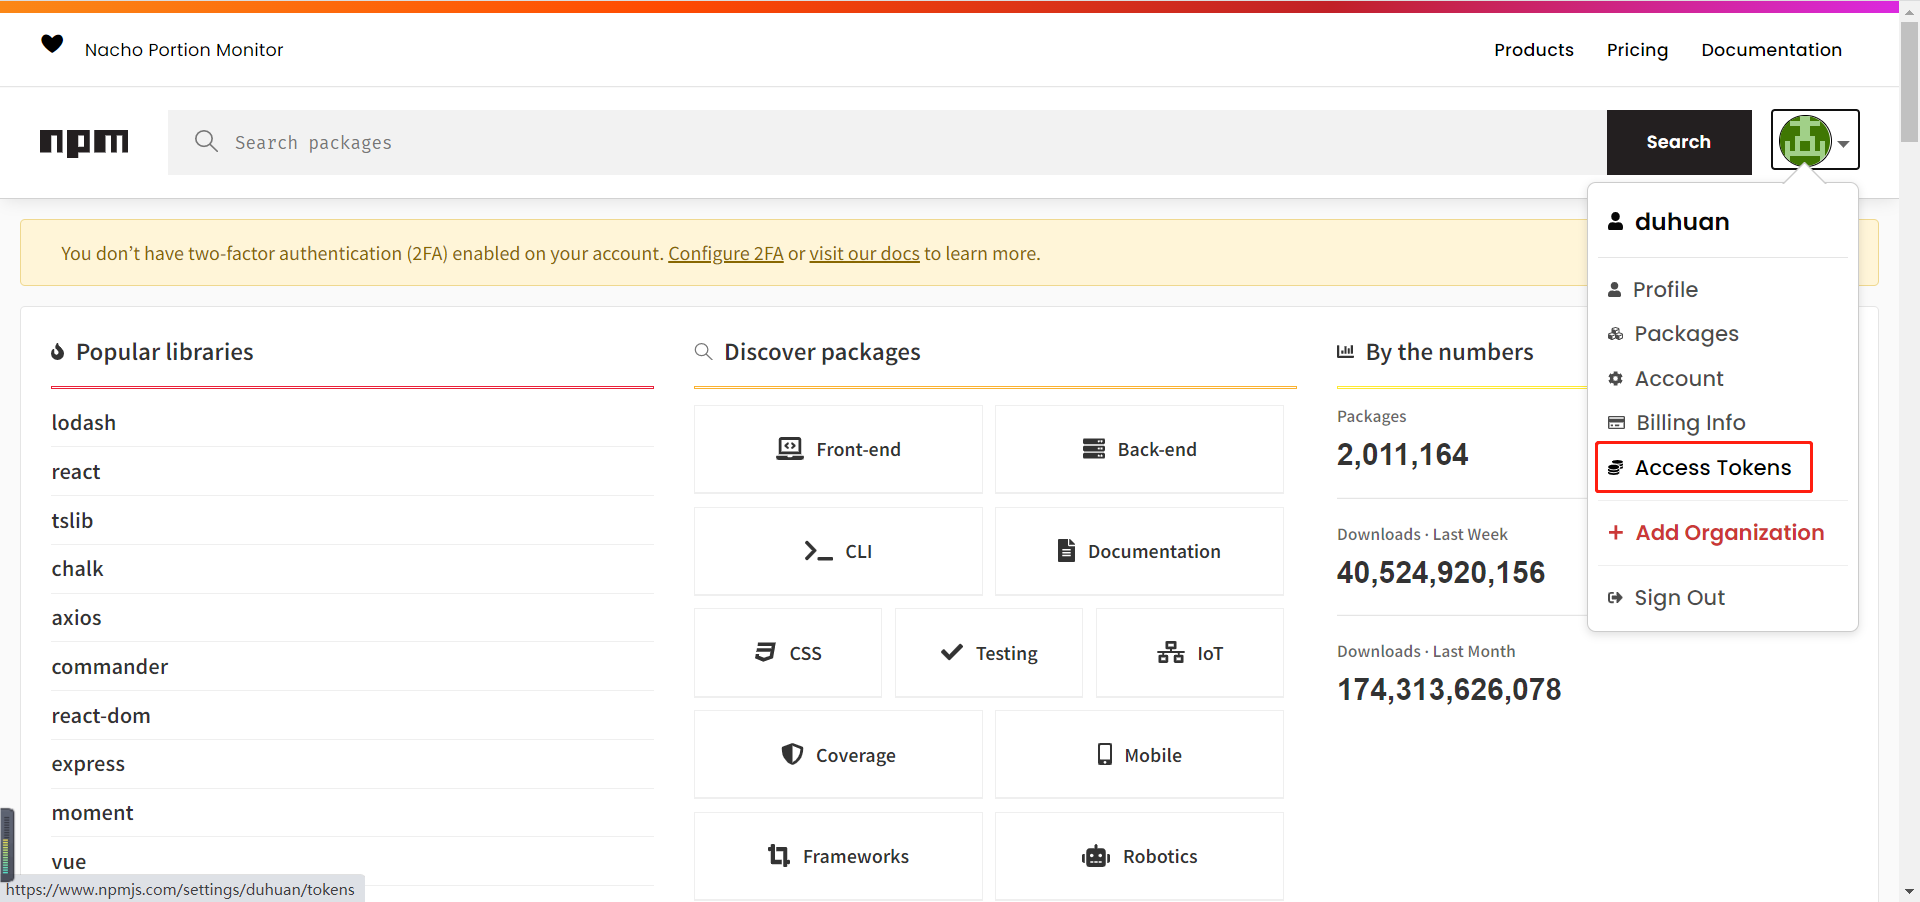 Nacho Portion Monitor
Products
Pricing
Documentation
npm
Search packages
Search
duhuan
Profile
Packages
Account
Billing Info
Access Tokens
Add Organization
Sign Out
You don’t have two-factor authentication (2FA) enabled on your account. Configure 2FA or visit our docs to learn more.
Popular libraries
lodash
react
tslib
chalk
axios
commander
react-dom
express
moment
vue
Discover packages
Front-end
Back-end
CLI
Documentation
CSS
Testing
IoT
Coverage
Mobile
Frameworks
Robotics
By the numbers
Packages
2,011,164
Downloads · Last Week
40,524,920,156
Downloads · Last Month
174,313,626,078
https://www.npmjs.com/settings/duhuan/tokens